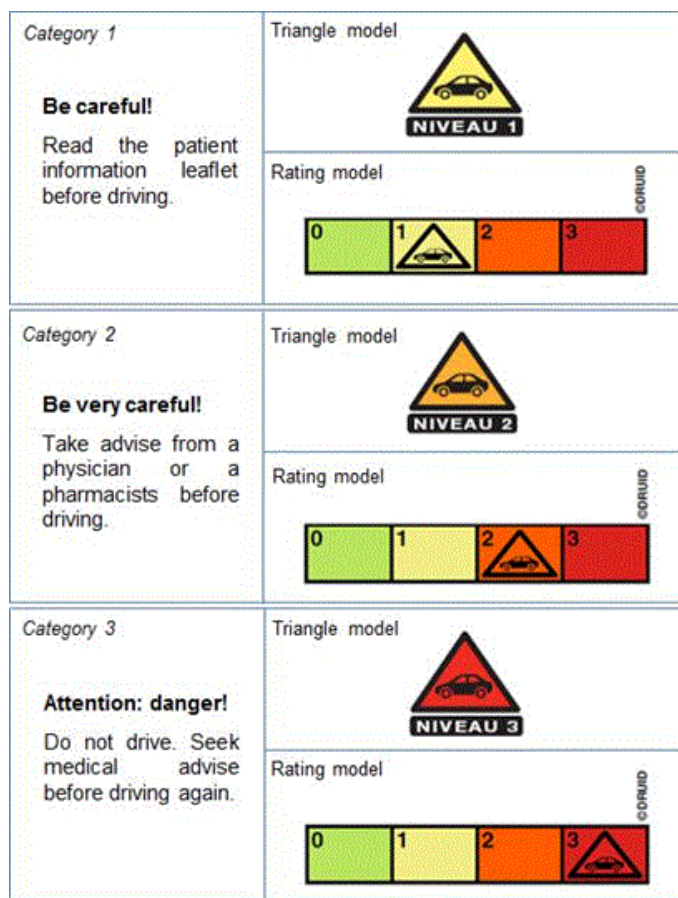 Category 1
Be careful!
Read the patient
information leaflet
before driving.
Triangle model
NIVEAU 1
Rating model
©DRUID
0 1 2 3
Category 2
Be very careful!
Take advise from a
physician or a
pharmacists before
driving.
Triangle model
NIVEAU 2
Rating model
©DRUID
0 1 2 3
Category 3
Attention: danger!
Do not drive. Seek
medical advise
before driving again.
Triangle model
NIVEAU 3
Rating model
©DRUID
0 1 2 3